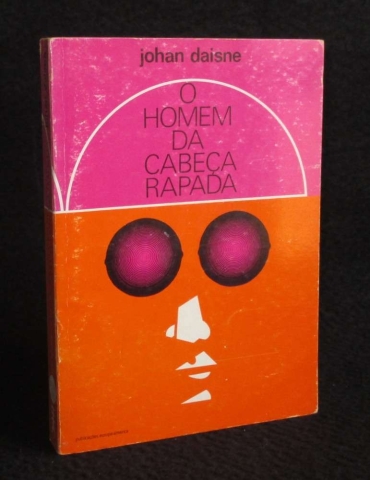 johan daisne
O
HOMEM
DA
CABEÇA
RAPADA